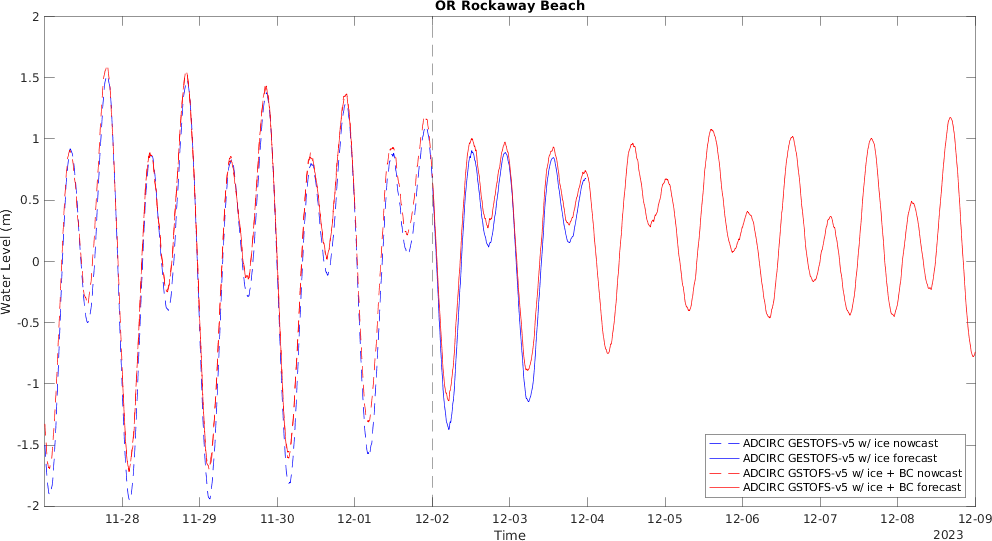 OR Rockaway Beach
2
1.5
1
0.5
0
-0.5
-1
-1.5
-2
Water Level (m)
ADCIRC GESTOFS-v5 w/ ice nowcast
ADCIRC GESTOFS-v5 w/ ice forecast
ADCIRC GSTOFS-v5 w/ ice + BC nowcast
ADCIRC GSTOFS-v5 w/ ice + BC forecast
11-28 11-29 11-30 12-01 12-02 12-03 12-04 12-05 12-06 12-07 12-08 12-09
Time
2023